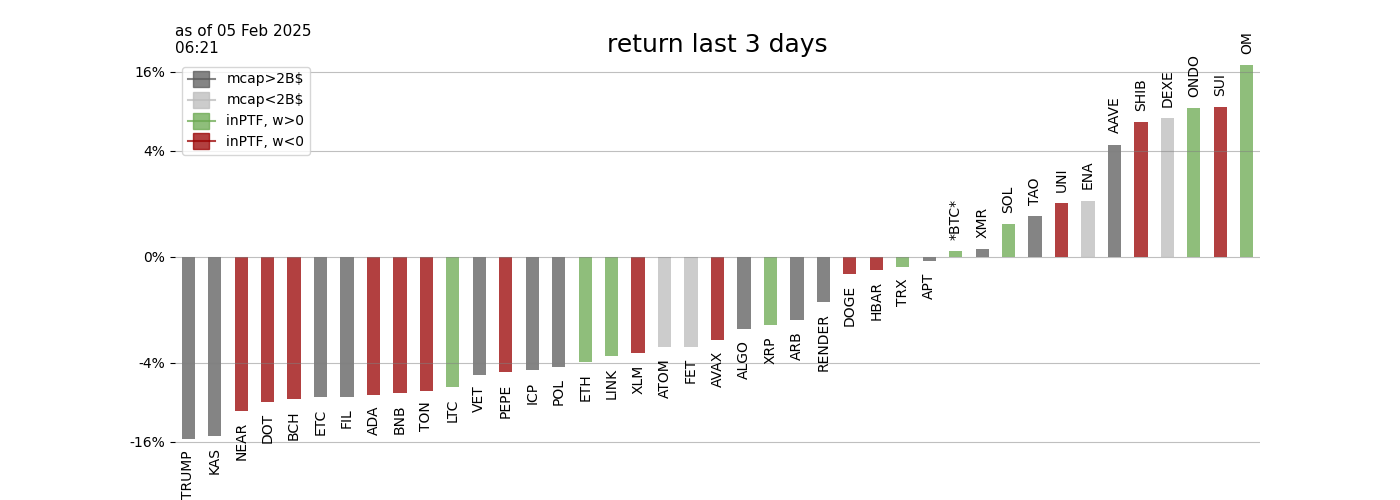 as of 05 Feb 2025
06:21
return last 3 days
16%
4%
0%
-4%
-16%
mcap>2B$
mcap<2B$
inPTF, w>0
inPTF, w<0
TRUMP
KAS
NEAR
DOT
BCH
ETC
FIL
ADA
BNB
TON
LTC
VET
PEPE
ICP
POL
ETH
LINK
XLM
ATOM
FET
AVAX
ALGO
XRP
ARB
RENDER
DOGE
HBAR
TRX
APT
*BTC*
XMR
SOL
TAO
UNI
ENA
AAVE
SHIB
DEXE
ONDO
SUI
OM